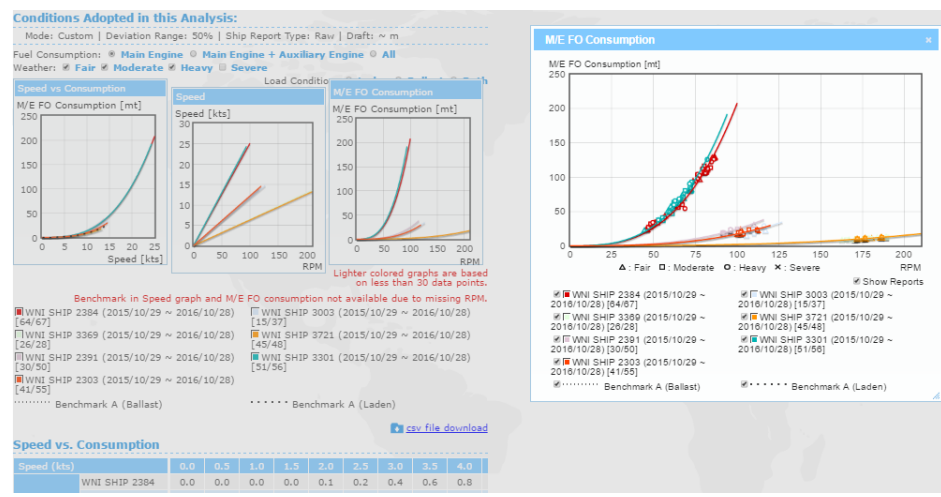 Conditions Adopted in this Analysis:
Mode: Custom | Deviation Range: 50% | Ship Report Type: Raw | Draft: ~ m
Fuel Consumption: Main Engine Main Engine + Auxiliary Engine All
Weather: Fair Moderate Heavy Severe
Load Condition
Speed vs Consumption
M/E FO Consumption [mt]
250
200
150
100
50
0
0 5 10 15 20 25
Speed [kts]
Speed
Speed [kts]
30
25
20
15
10
5
0
0 50 100 150 200
RPM
M/E FO Consumption
M/E FO Consumption [mt]
250
200
150
100
50
0
0 50 100 150 200
RPM
Lighter colored graphs are based
on less than 30 data points.
Benchmark in Speed graph and M/E FO consumption not available due to missing RPM.
WNI SHIP 2384 (2015/10/29 ~ 2016/10/28)
[64/67]
WNI SHIP 3003 (2015/10/29 ~ 2016/10/28)
[15/37]
WNI SHIP 3369 (2015/10/29 ~ 2016/10/28)
[26/28]
WNI SHIP 3721 (2015/10/29 ~ 2016/10/28)
[45/48]
WNI SHIP 2391 (2015/10/29 ~ 2016/10/28)
[30/50]
WNI SHIP 3301 (2015/10/29 ~ 2016/10/28)
[51/56]
WNI SHIP 2303 (2015/10/29 ~ 2016/10/28)
[41/55]
Benchmark A (Ballast)
Benchmark A (Laden)
csv file download
Speed vs. Consumption
Speed (kts) 0.0 0.5 1.0 1.5 2.0 2.5 3.0 3.5 4.0
WNI SHIP 2384 0.0 0.0 0.0 0.0 0.1 0.2 0.4 0.6 0.8
M/E FO Consumption ×
M/E FO Consumption [mt]
250
200
150
100
50
0
0 25 50 75 100 125 150 175 200
RPM
△ : Fair □ : Moderate O : Heavy × : Severe
Show Reports
WNI SHIP 2384 (2015/10/29 ~
2016/10/28) [64/67]
WNI SHIP 3003 (2015/10/29 ~
2016/10/28) [15/37]
WNI SHIP 3369 (2015/10/29 ~
2016/10/28) [26/28]
WNI SHIP 3721 (2015/10/29 ~
2016/10/28) [45/48]
WNI SHIP 2391 (2015/10/29 ~
2016/10/28) [30/50]
WNI SHIP 3301 (2015/10/29 ~
2016/10/28) [51/56]
WNI SHIP 2303 (2015/10/29 ~
2016/10/28) [41/55]
Benchmark A (Ballast)
Benchmark A (Laden)